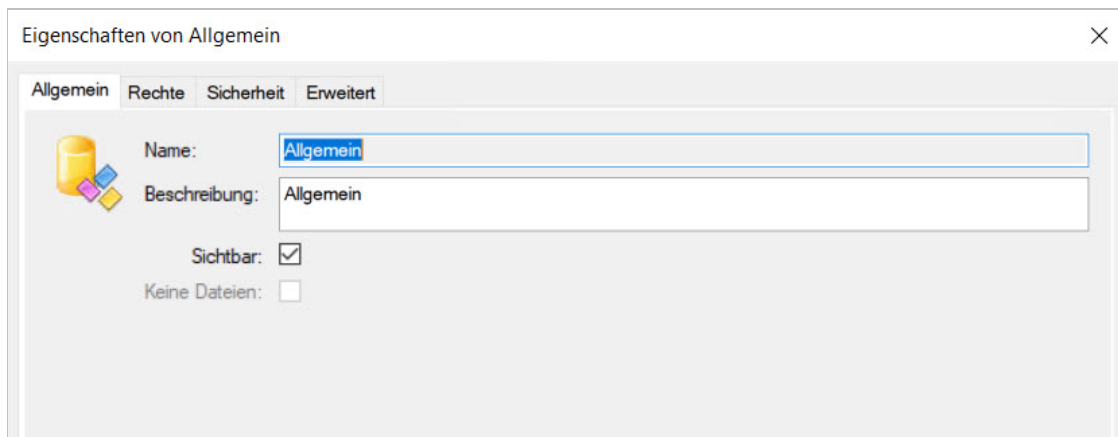 Eigenschaften von Allgemein
Allgemein Rechte Sicherheit Erweitert
Name: Allgemein
Beschreibung: Allgemein
Sichtbar:
Keine Dateien: